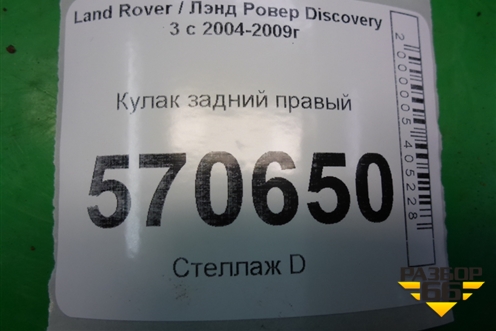 Land Rover / Лэнд Ровер Discovery
3 с 2004-2009г
Кулак задний правый
570650
Стеллаж D
2000005405228
РАЗБОР
66